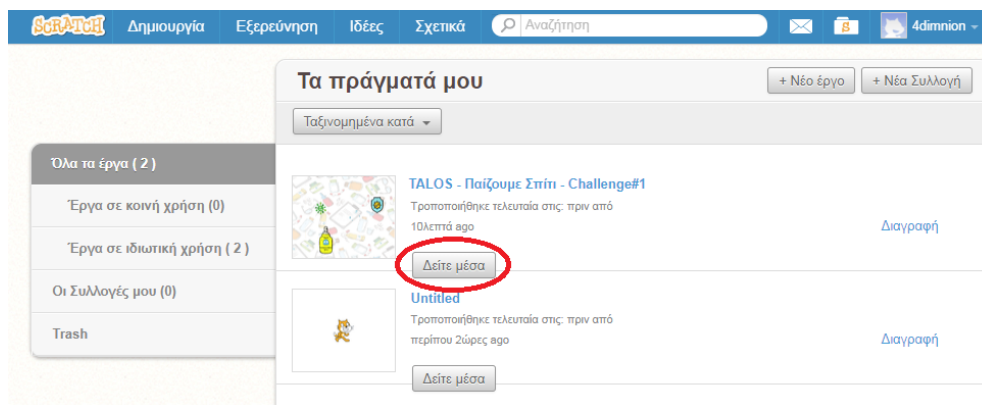 SCRATCH Δημιουργία Εξερεύνηση Ιδέες Σχετικά Αναζήτηση S 4dimnion
Τα πράγματά μου
+ Νέο έργο + Νέα Συλλογή
Ταξινομημένα κατά
Όλα τα έργα ( 2 )
Έργα σε κοινή χρήση (0)
Έργα σε ιδιωτική χρήση ( 2 )
Οι Συλλογές μου (0)
Trash
TALOS - Παίζουμε Σπίτι - Challenge#1
Τροποποιήθηκε τελευταία στις: πριν από
10λεπτά ago
Διαγραφή
Δείτε μέσα
Untitled
Τροποποιήθηκε τελευταία στις: πριν από
περίπου 2ώρες ago
Διαγραφή
Δείτε μέσα